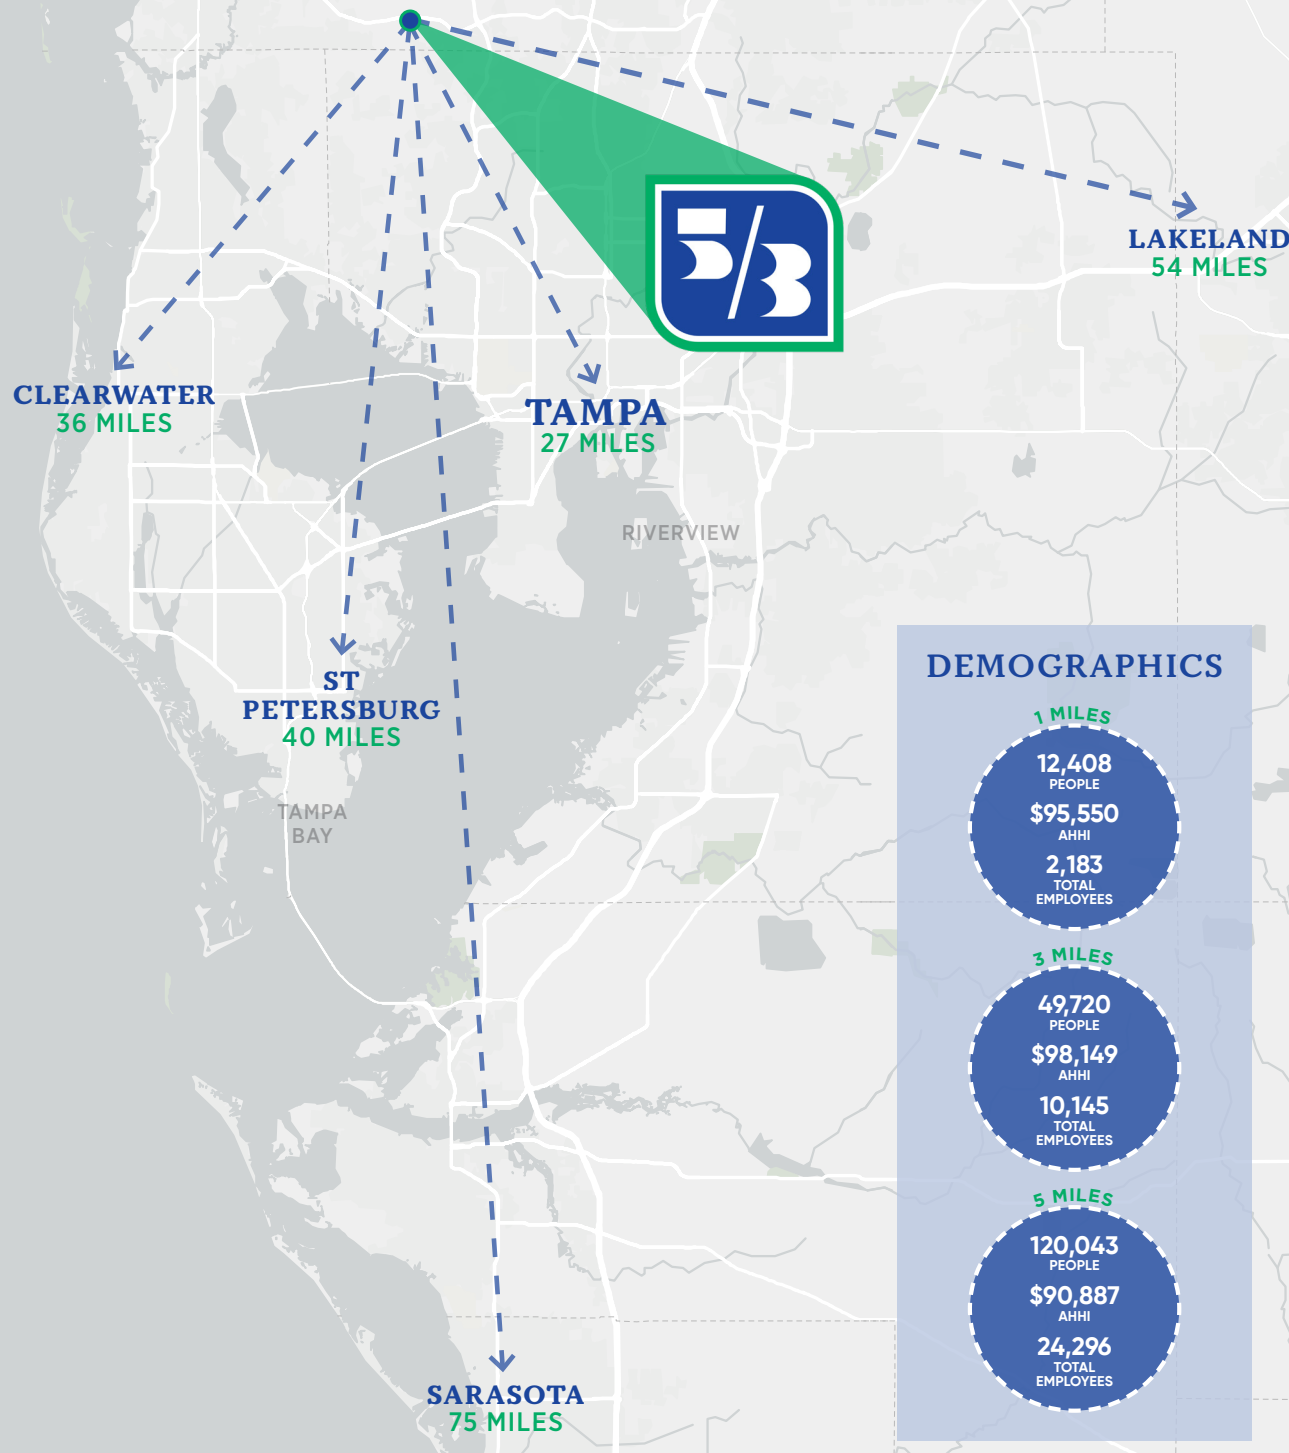 5/3
LAKELAND
54 MILES
CLEARWATER
36 MILES
TAMPA
27 MILES
RIVERVIEW
ST
PETERSBURG
40 MILES
TAMPA
BAY
SARASOTA
75 MILES
DEMOGRAPHICS
1 MILES
12,408
PEOPLE
$95,550
AHHI
2,183
TOTAL
EMPLOYEES
3 MILES
49,720
PEOPLE
$98,149
AHHI
10,145
TOTAL
EMPLOYEES
5 MILES
120,043
PEOPLE
$90,887
AHHI
24,296
TOTAL
EMPLOYEES